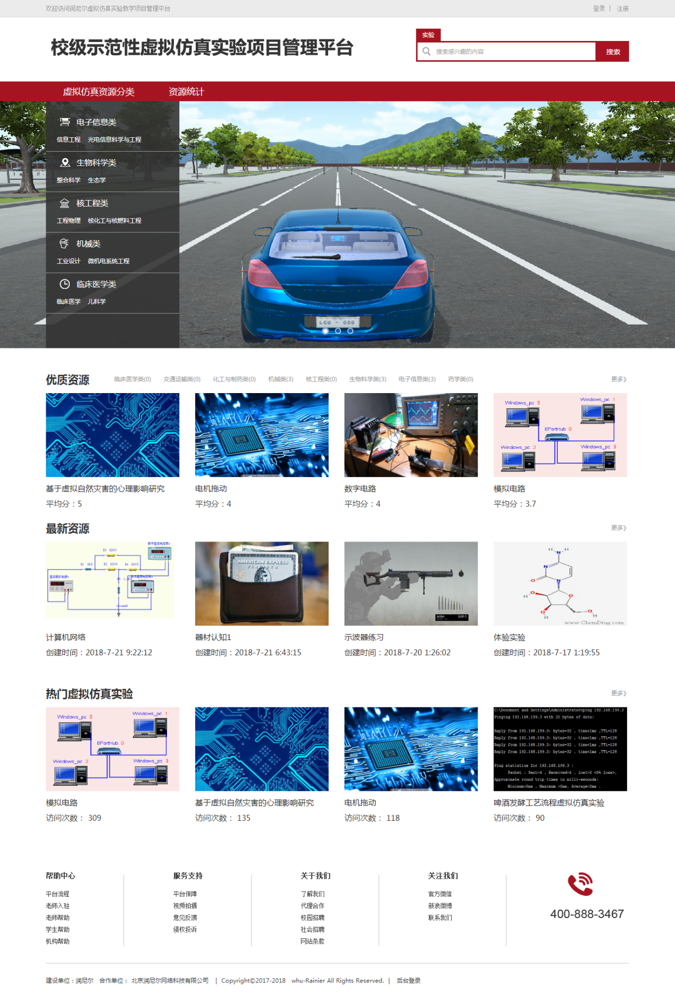 欢迎访问润尼尔虚拟仿真实验教学项目管理平台
登录 | 注册
校级示范性虚拟仿真实验项目管理平台
实验
搜索感兴趣的内容
搜索
虚拟仿真资源分类 资源统计
电子信息类
信息工程 光电信息科学与工程
生物科学类
整合科学 生态学
核工程类
工程物理 核化工与核燃料工程
机械类
工业设计 微机电系统工程
临床医学类
临床医学 儿科学
LGU - 000
优质资源 临床医学类(0) 交通运输类(0) 化工与制药类(0) 机械类(3) 核工程类(0) 生物科学类(3) 电子信息类(3) 药学类(0) 更多》
Windows_pc 0
Windows_pc 1
8PortHub 0
Windows_pc 2
Windows_pc 3
基于虚拟自然灾害的心理影响研究
平均分：5
电机拖动
平均分：4
数字电路
平均分：4
模拟电路
平均分：3.7
最新资源 更多》
R3 620Ω
R2 620Ω
Ground0
AMERICAN EXPRESS
PLATINUM
AKINA
www.ChemDrug.com
计算机网络
创建时间：2018-7-21 9:22:12
器材认知1
创建时间：2018-7-21 6:43:15
示波器练习
创建时间：2018-7-20 1:26:02
体验实验
创建时间：2018-7-17 1:19:55
热门虚拟仿真实验 更多》
Windows_pc 0
Windows_pc 1
8PortHub 0
Windows_pc 2
Windows_pc 3
C:\Doncment and Settings\Administrator>ping 192.168.199.3
Pinging 192.168.199.3 with 32 bytes of data:
Reply from 192.168.199.3: bytes=32 , time<1ms ,TTL=128
Reply from 192.168.199.3: bytes=32 , time<1ms ,TTL=128
Reply from 192.168.199.3: bytes=32 , time<1ms ,TTL=128
Reply from 192.168.199.3: bytes=32 , time<1ms ,TTL=128
Ping statistics for 192.168.199.3 :
Packet : Sent=4 , Received=4 , lost=0 <0% loss>,
Approximate round trip times in milli-seconds:
Minimum=0ms , Maximum =0ms, Average=0ms .
模拟电路
访问次数： 309
基于虚拟自然灾害的心理影响研究
访问次数： 135
电机拖动
访问次数： 118
啤酒发酵工艺流程虚拟仿真实验
访问次数： 90
帮助中心
平台流程
老师入驻
老师帮助
学生帮助
机构帮助
服务支持
平台保障
视频拍摄
意见反馈
侵权投诉
关于我们
了解我们
代理合作
校园招聘
社会招聘
网站条款
关注我们
官方微信
新浪微博
联系我们
400-888-3467
建设单位：润尼尔 合作单位： 北京润尼尔网络科技有限公司 | Copyright©2017-2018 whu-Rainier All Rights Reserved. | 后台登录